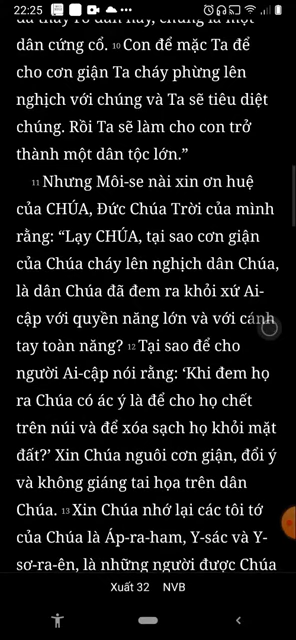 22:25
đã thấy rõ dân này, chúng là một
dân cứng cổ. 10 Con để mặc Ta để
cho cơn giận Ta cháy phừng lên
nghịch với chúng và Ta sẽ tiêu diệt
chúng. Rồi Ta sẽ làm cho con trở
thành một dân tộc lớn.”
11 Nhưng Môi-se nài xin ơn huệ
của CHÚA, Đức Chúa Trời của mình
rằng: “Lạy CHÚA, tại sao cơn giận
của Chúa cháy lên nghịch dân Chúa,
là dân Chúa đã đem ra khỏi xứ Ai-
cập với quyền năng lớn và với cánh
tay toàn năng? 12 Tại sao để cho
người Ai-cập nói rằng: ‘Khi đem họ
ra Chúa có ác ý là để cho họ chết
trên núi và để xóa sạch họ khỏi mặt
đất?’ Xin Chúa nguôi cơn giận, đổi ý
và không giáng tai họa trên dân
Chúa. 13 Xin Chúa nhớ lại các tôi tớ
của Chúa là Áp-ra-ham, Y-sác và Y-
sơ-ra-ên, là những người được Chúa
Xuất 32 NVB